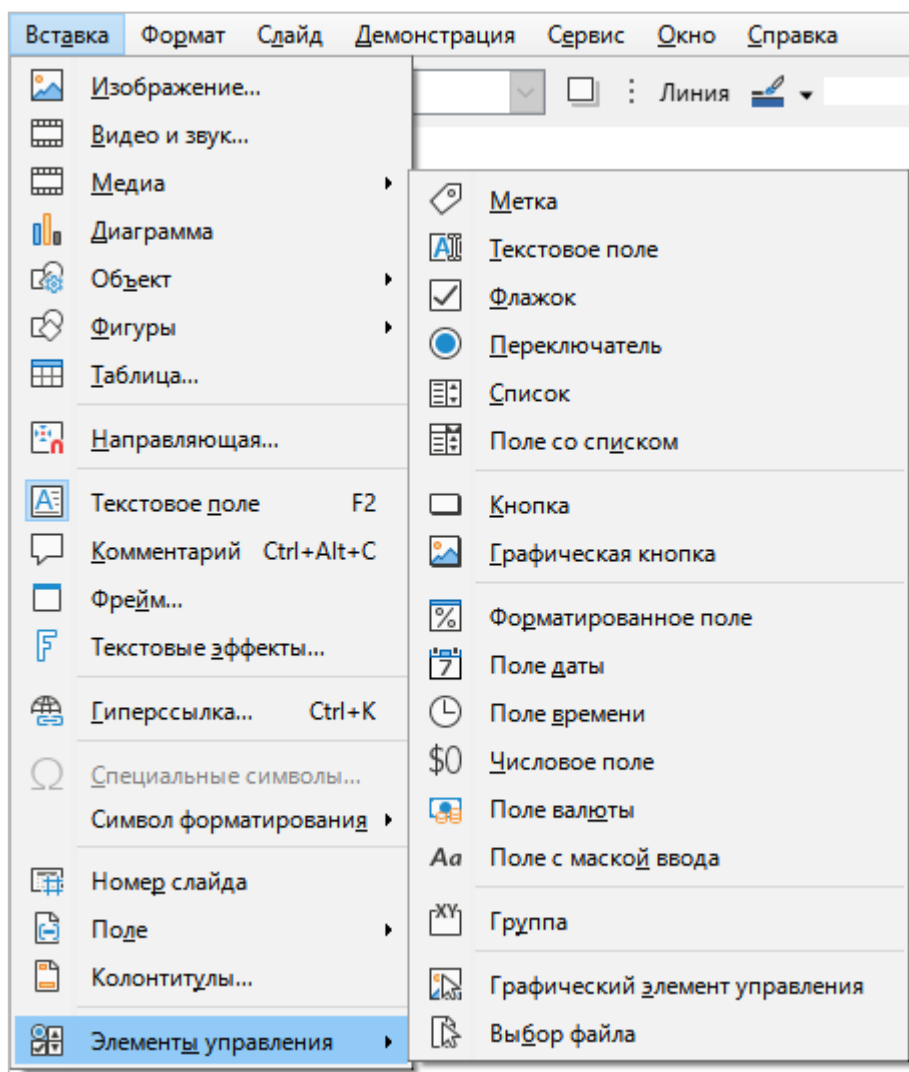 Вставка Формат Слайд Демонстрация Сервис Окно Справка
Линия
Изображение...
Видео и звук...
Медиа
Диаграмма
Объект
Фигуры
Таблица...
Направляющая...
Текстовое поле F2
Комментарий Ctrl+Alt+C
Фрейм...
Текстовые эффекты...
Гиперссылка... Ctrl+K
Специальные символы...
Символ форматирования
Номер слайда
Поле
Колонтитулы...
Элементы управления
Метка
Текстовое поле
Флажок
Переключатель
Список
Поле со списком
Кнопка
Графическая кнопка
Форматированное поле
Поле даты
Поле времени
Числовое поле
Поле валюты
Поле с маской ввода
Группа
Графический элемент управления
Выбор файла